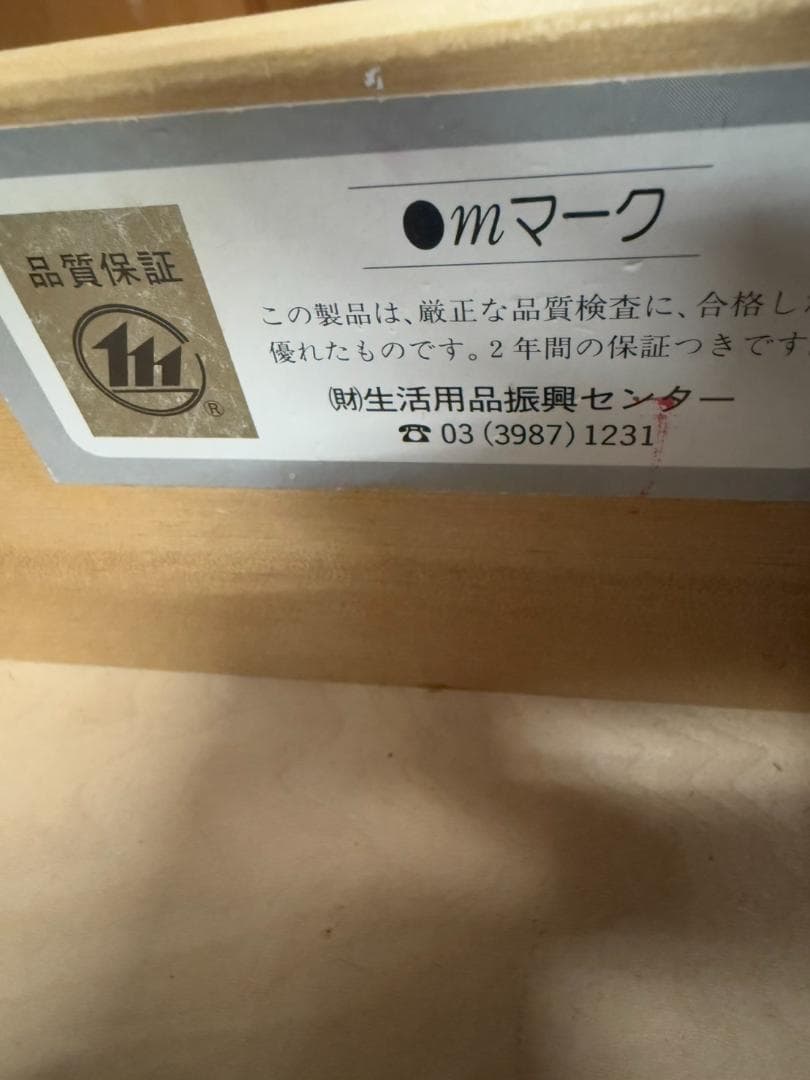 ●mマーク
品質保証
この製品は、厳正な品質検査に、合格し
優れたものです。2年間の保証つきです
㈶生活用品振興センター
☎ 03(3987)1231
m
®